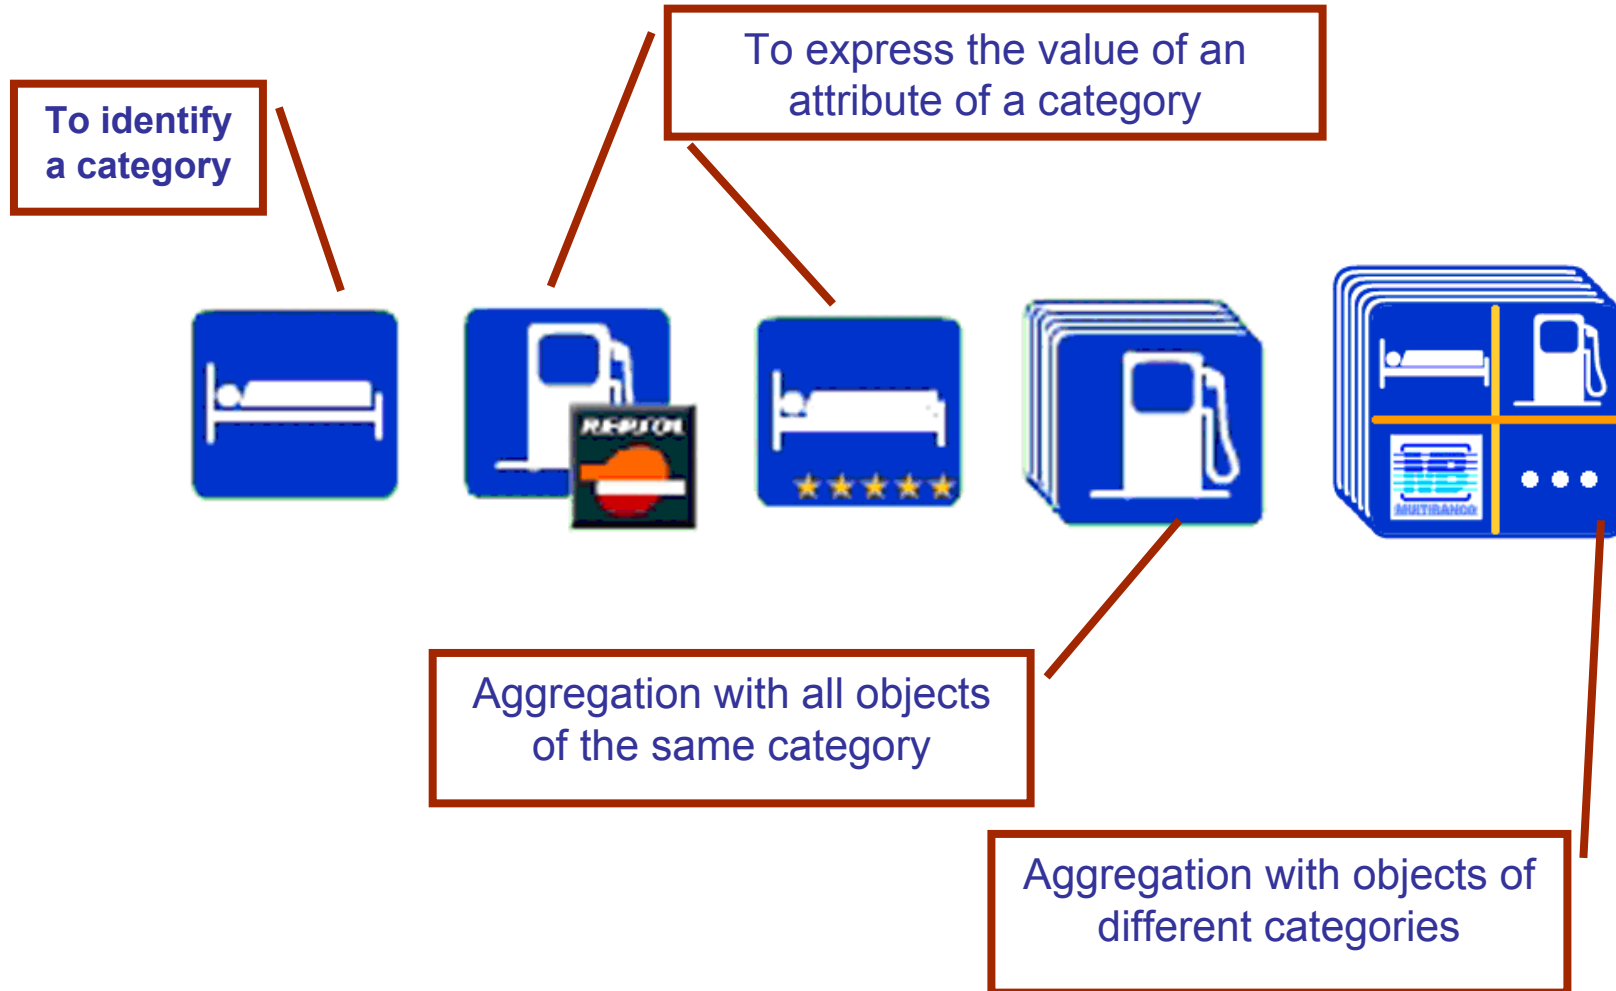 To express the value of an
attribute of a category
To identify
a category
REPSOL
MULTIBANCO
Aggregation with all objects
of the same category
Aggregation with objects of
different categories